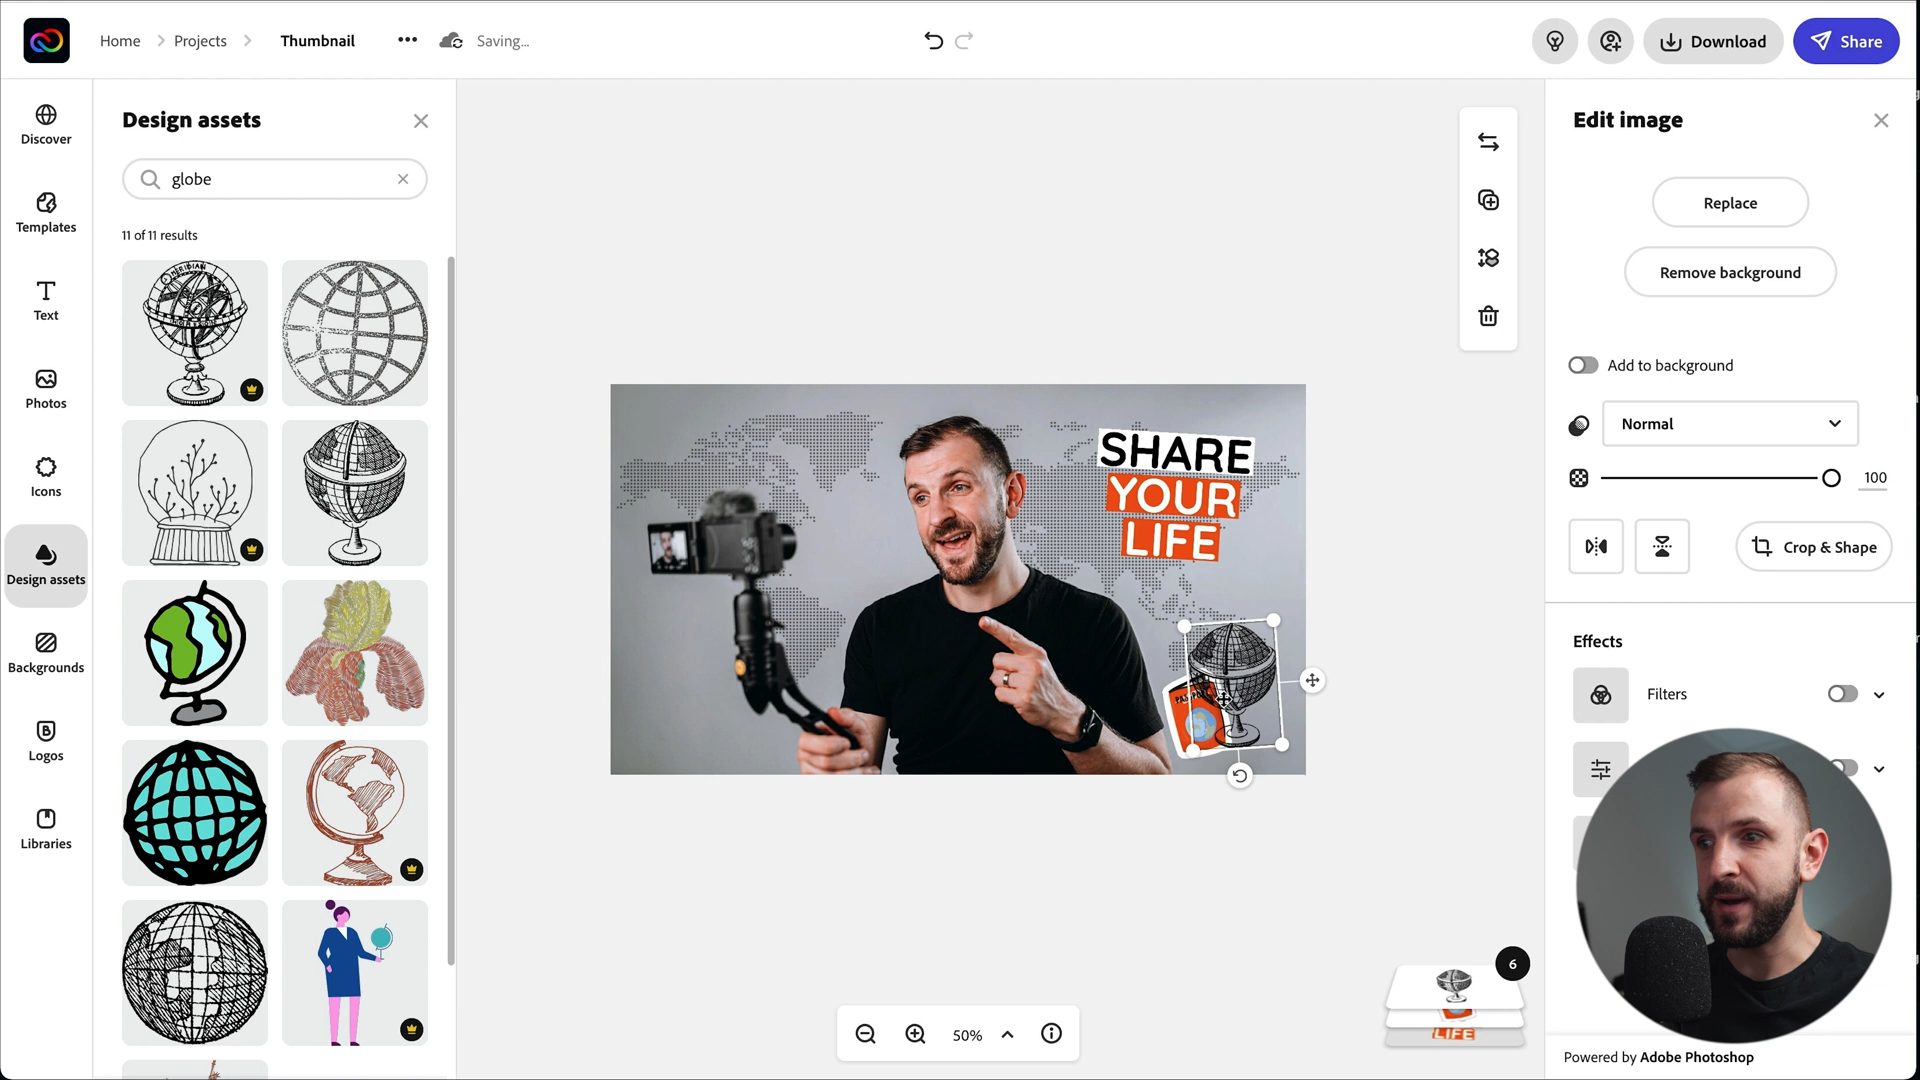 Home
Projects
Thumbnail
Saving...
Download
Share
Discover
Templates
Text
Photos
Icons
Design assets
Backgrounds
Logos
Libraries
Design assets
globe
11 of 11 results
MERIDIAN
SHARE
YOUR
LIFE
50%
6
LIFE
Edit image
Replace
Remove background
Add to background
Normal
100
Crop & Shape
Effects
Filters
Powered by Adobe Photoshop